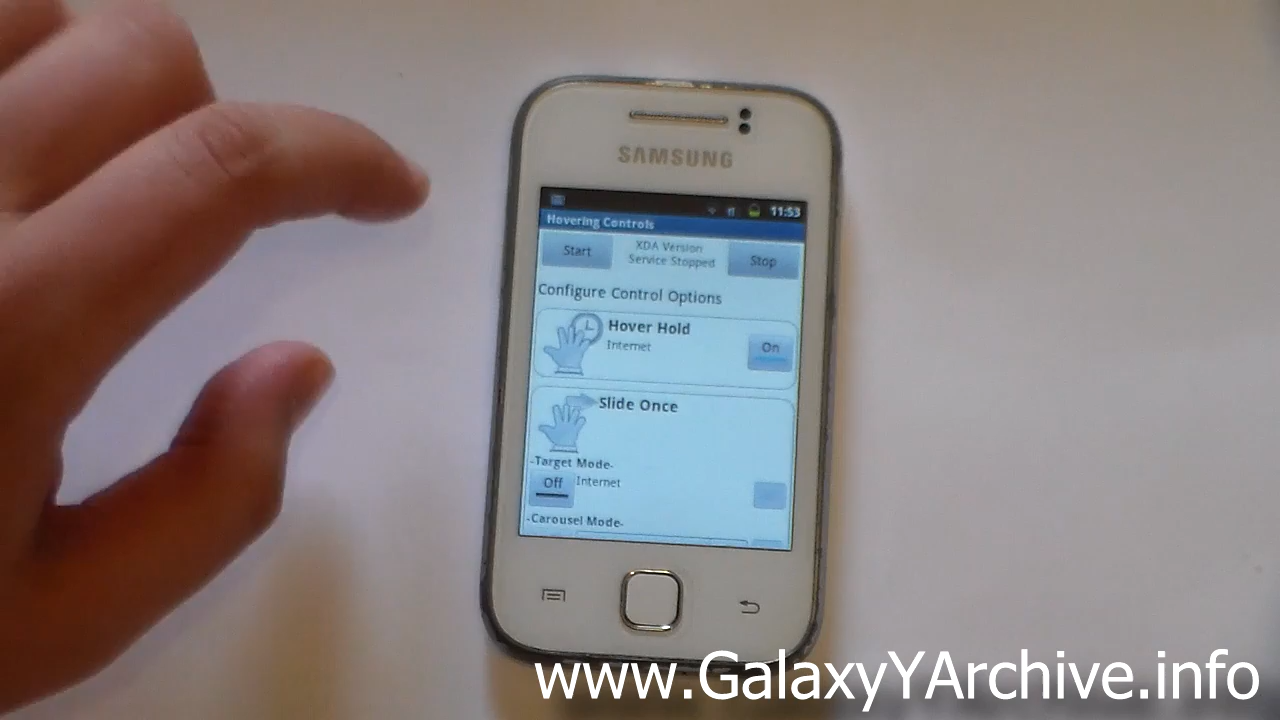 SAMSUNG
11:53
Hovering Controls
Start
XDA Version
Service Stopped
Stop
Configure Control Options
Hover Hold
Internet
On
Slide Once
-Target Mode-
Off
Internet
-Carousel Mode-
www.GalaxyYArchive.info